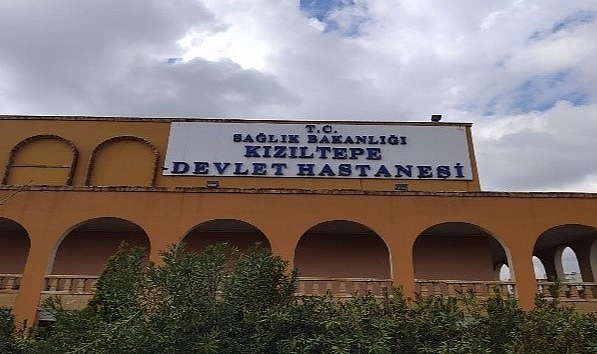 T.C.
SAĞLIK BAKANLIĞI
KIZILTEPE
DEVLET HASTANESİ